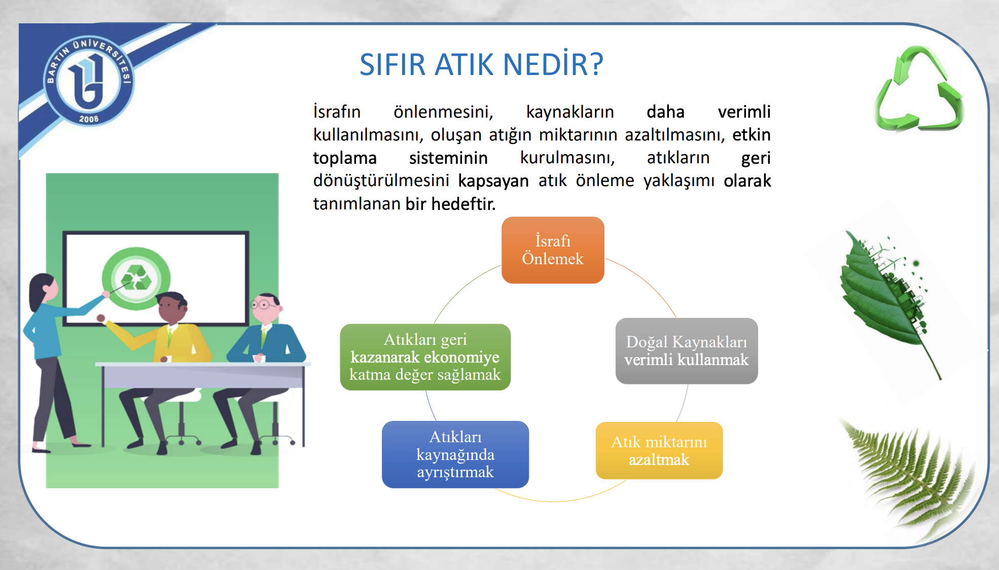 BARTIN ÜNİVERSİTESİ
2008
SIFIR ATIK NEDİR?
İsrafın önlenmesini, kaynakların daha verimli
kullanılmasını, oluşan atığın miktarının azaltılmasını, etkin
toplama sisteminin kurulmasını, atıkların geri
dönüştürülmesini kapsayan atık önleme yaklaşımı olarak
tanımlanan bir hedeftir.
İsrafı
Önlemek
Doğal Kaynakları
verimli kullanmak
Atık miktarını
azaltmak
Atıkları
kaynağında
ayrıştırmak
Atıkları geri
kazanarak ekonomiye
katma değer sağlamak